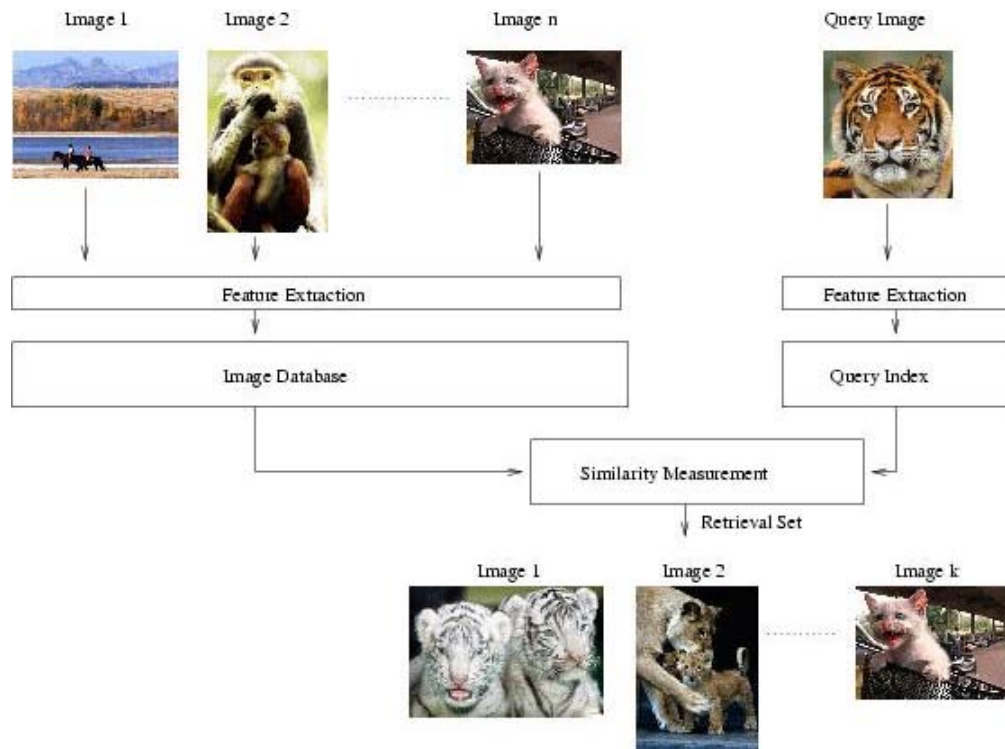 Image 1
Image 2
Image n
Query Image
Feature Extraction
Feature Extraction
Image Database
Query Index
Similarity Measurement
Retrieval Set
Image 1
Image 2
Image k